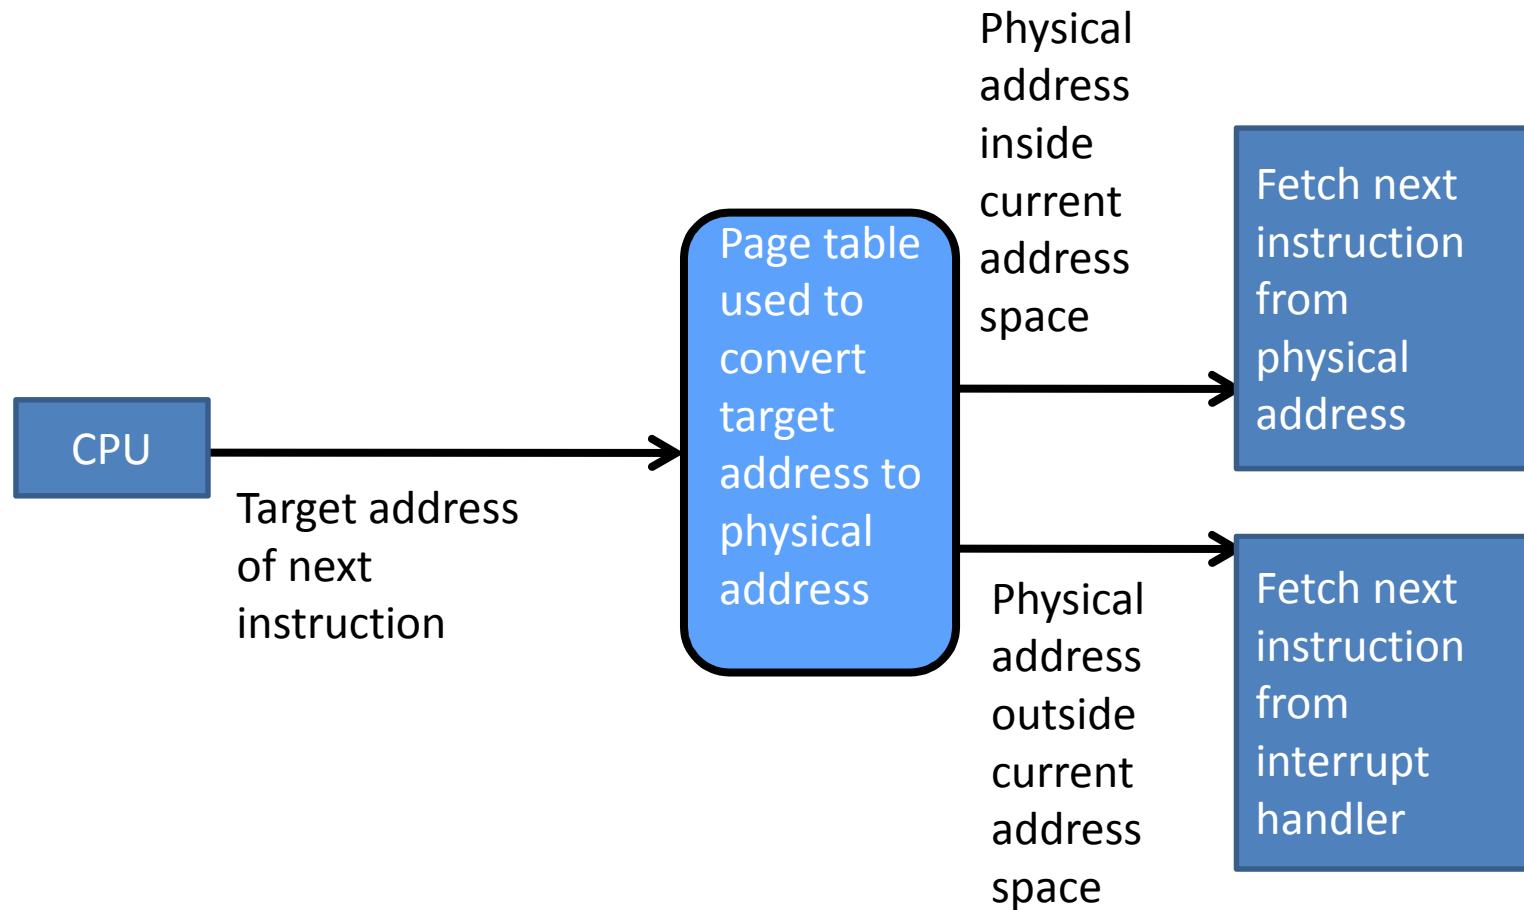 CPU
Target address
of next
instruction
Page table
used to
convert
target
address to
physical
address
Physical
address
inside
current
address
space
Fetch next
instruction
from
physical
address
Physical
address
outside
current
address
space
Fetch next
instruction
from
interrupt
handler